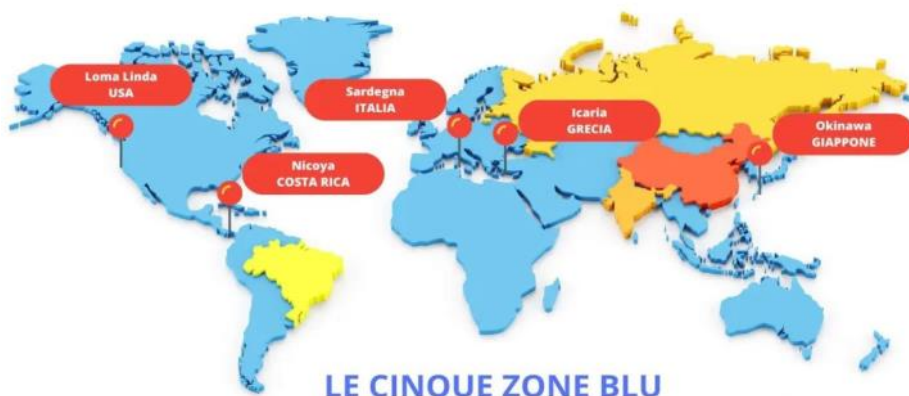 Loma Linda
USA
Sardegna
ITALIA
Icaria
GRECIA
Okinawa
GIAPPONE
Nicoya
COSTA RICA
LE CINQUE ZONE BLU